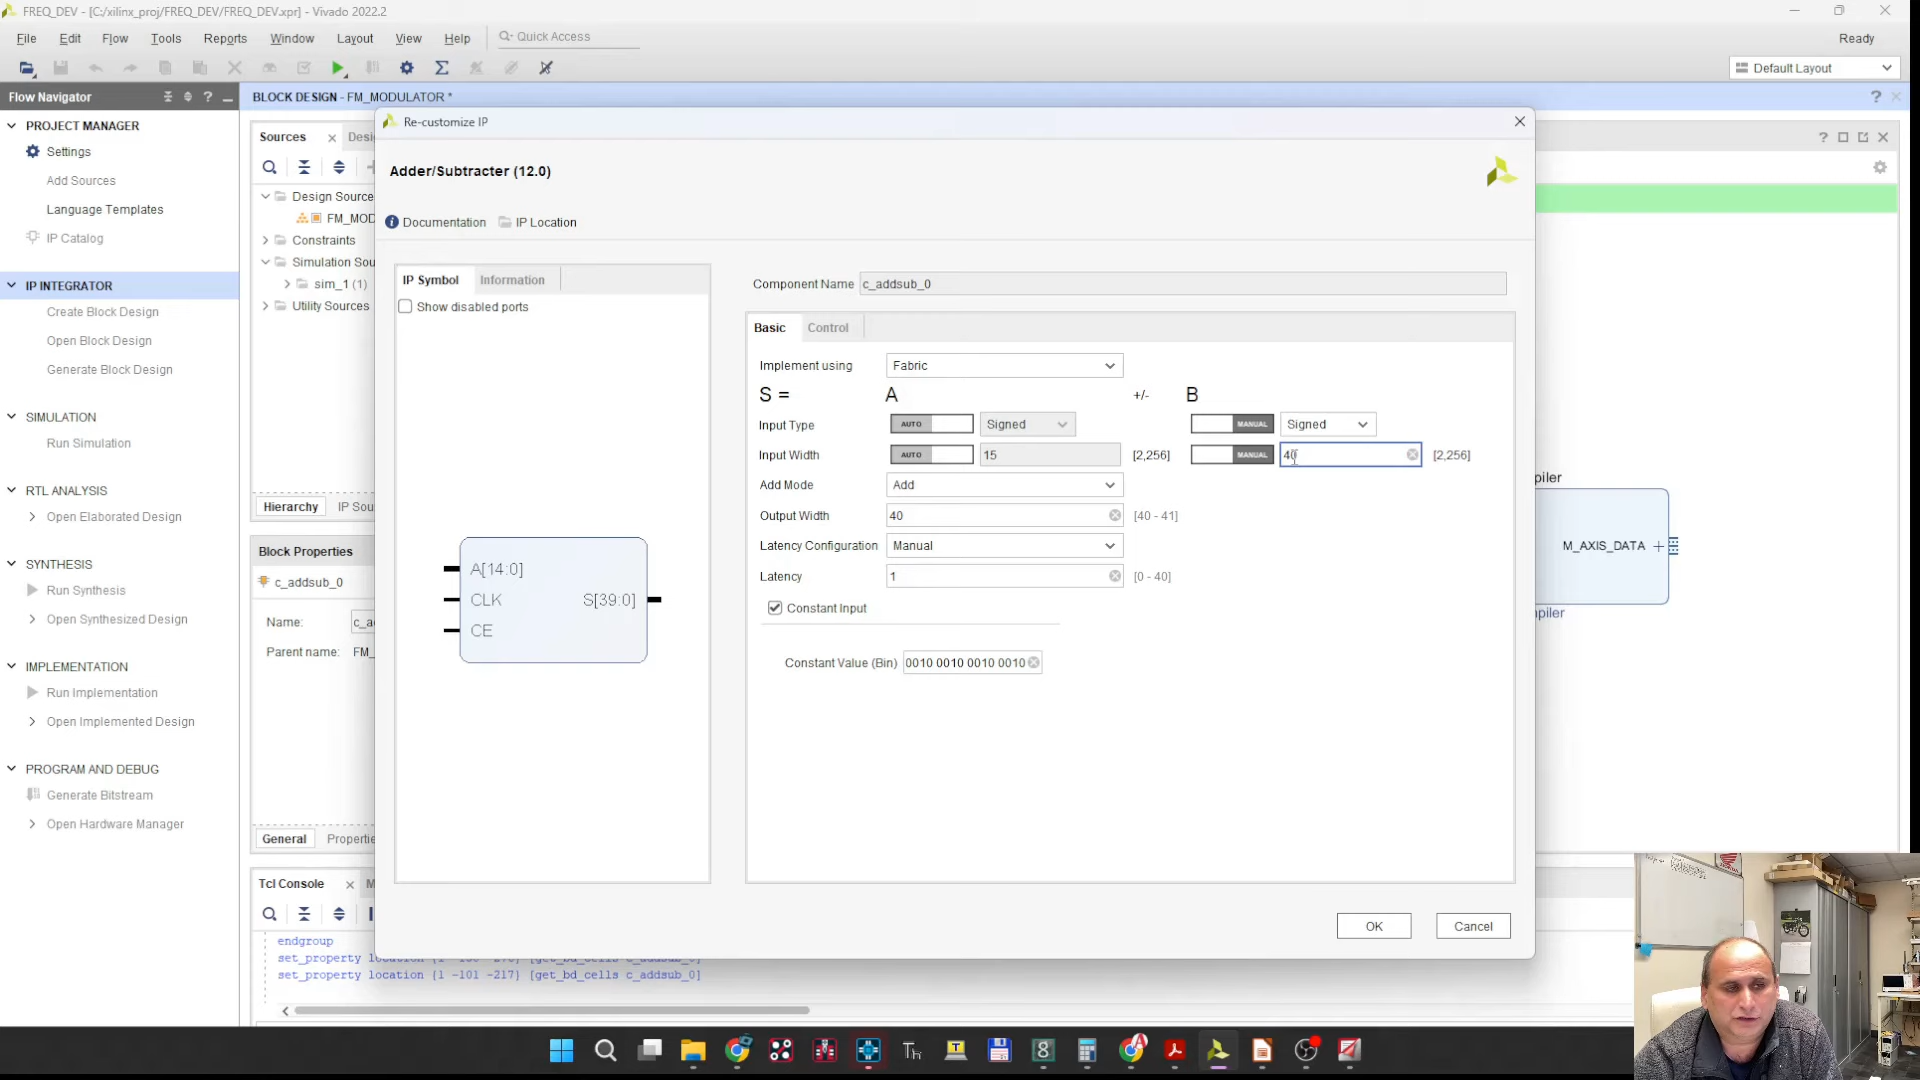 FREQ_DEV - [C:/xilinx_proj/FREQ_DEV/FREQ_DEV.xpr] - Vivado 2022.2
File Edit Flow Tools Reports Window Layout View Help Quick Access Ready
Default Layout
Flow Navigator
BLOCK DESIGN - FM_MODULATOR *
PROJECT MANAGER
Settings
Add Sources
Language Templates
IP Catalog
IP INTEGRATOR
Create Block Design
Open Block Design
Generate Block Design
SIMULATION
Run Simulation
RTL ANALYSIS
Open Elaborated Design
SYNTHESIS
Run Synthesis
Open Synthesized Design
IMPLEMENTATION
Run Implementation
Open Implemented Design
PROGRAM AND DEBUG
Generate Bitstream
Open Hardware Manager
Sources Desi
Design Source
FM_MOD
Constraints
Simulation Sou
sim_1 (1)
Utility Sources
Hierarchy IP Sou
Block Properties
c_addsub_0
Name: c_a
Parent name: FM_
General Propertie
Tcl Console M
endgroup
set_property location {1 -101 -217} [get_bd_cells c_addsub_0]
Re-customize IP
Adder/Subtracter (12.0)
Documentation IP Location
IP Symbol Information
Show disabled ports
A[14:0]
CLK S[39:0]
CE
Component Name c_addsub_0
Basic Control
Implement using Fabric
S = A +/- B
Input Type AUTO Signed MANUAL Signed
Input Width AUTO 15 [2,256] MANUAL 40 [2,256]
Add Mode Add
Output Width 40 [40 - 41]
Latency Configuration Manual
Latency 1 [0 - 40]
Constant Input
Constant Value (Bin) 0010 0010 0010 0010
OK Cancel
piler
M_AXIS_DATA
piler